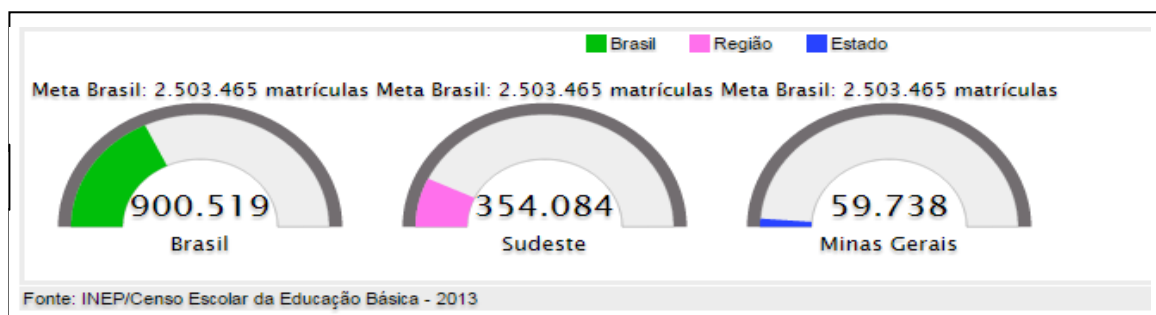 Brasil Região Estado
Meta Brasil: 2.503.465 matrículas Meta Brasil: 2.503.465 matrículas Meta Brasil: 2.503.465 matrículas
900.519 354.084 59.738
Brasil Sudeste Minas Gerais
Fonte: INEP/Censo Escolar da Educação Básica - 2013